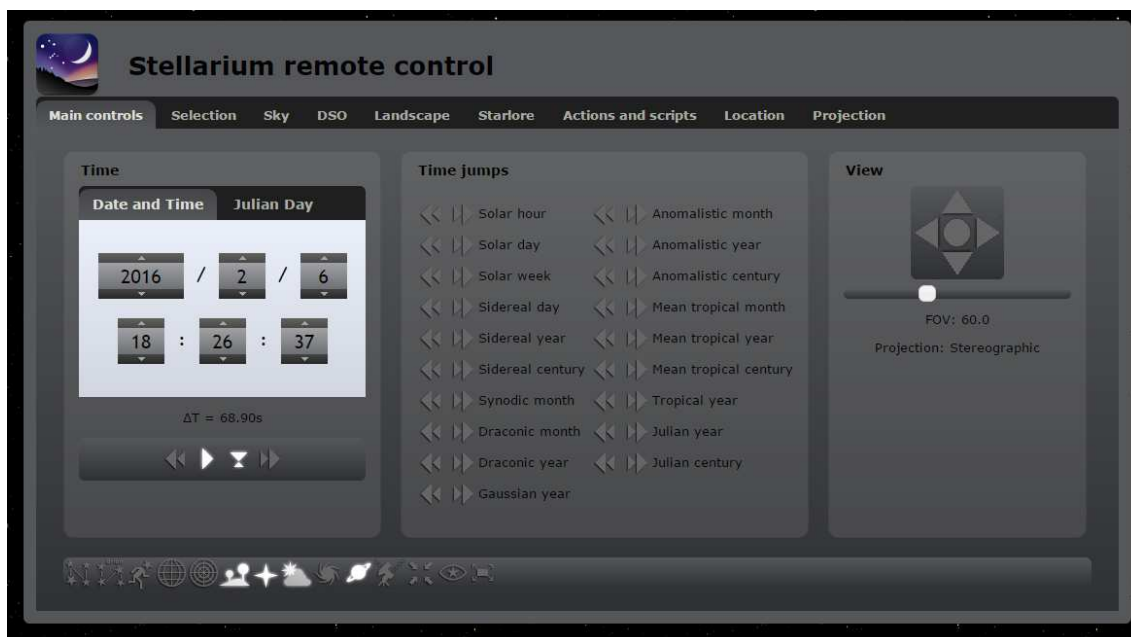 Stellarium remote control
Main controls Selection Sky DSO Landscape Starlore Actions and scripts Location Projection
Time
Date and Time Julian Day
2016 / 2 / 6
18 : 26 : 37
ΔT = 68.90s
Time jumps
Solar hour Anomalistic month
Solar day Anomalistic year
Solar week Anomalistic century
Sidereal day Mean tropical month
Sidereal year Mean tropical year
Sidereal century Mean tropical century
Synodic month Tropical year
Draconic month Julian year
Draconic year Julian century
Gaussian year
View
FOV: 60.0
Projection: Stereographic